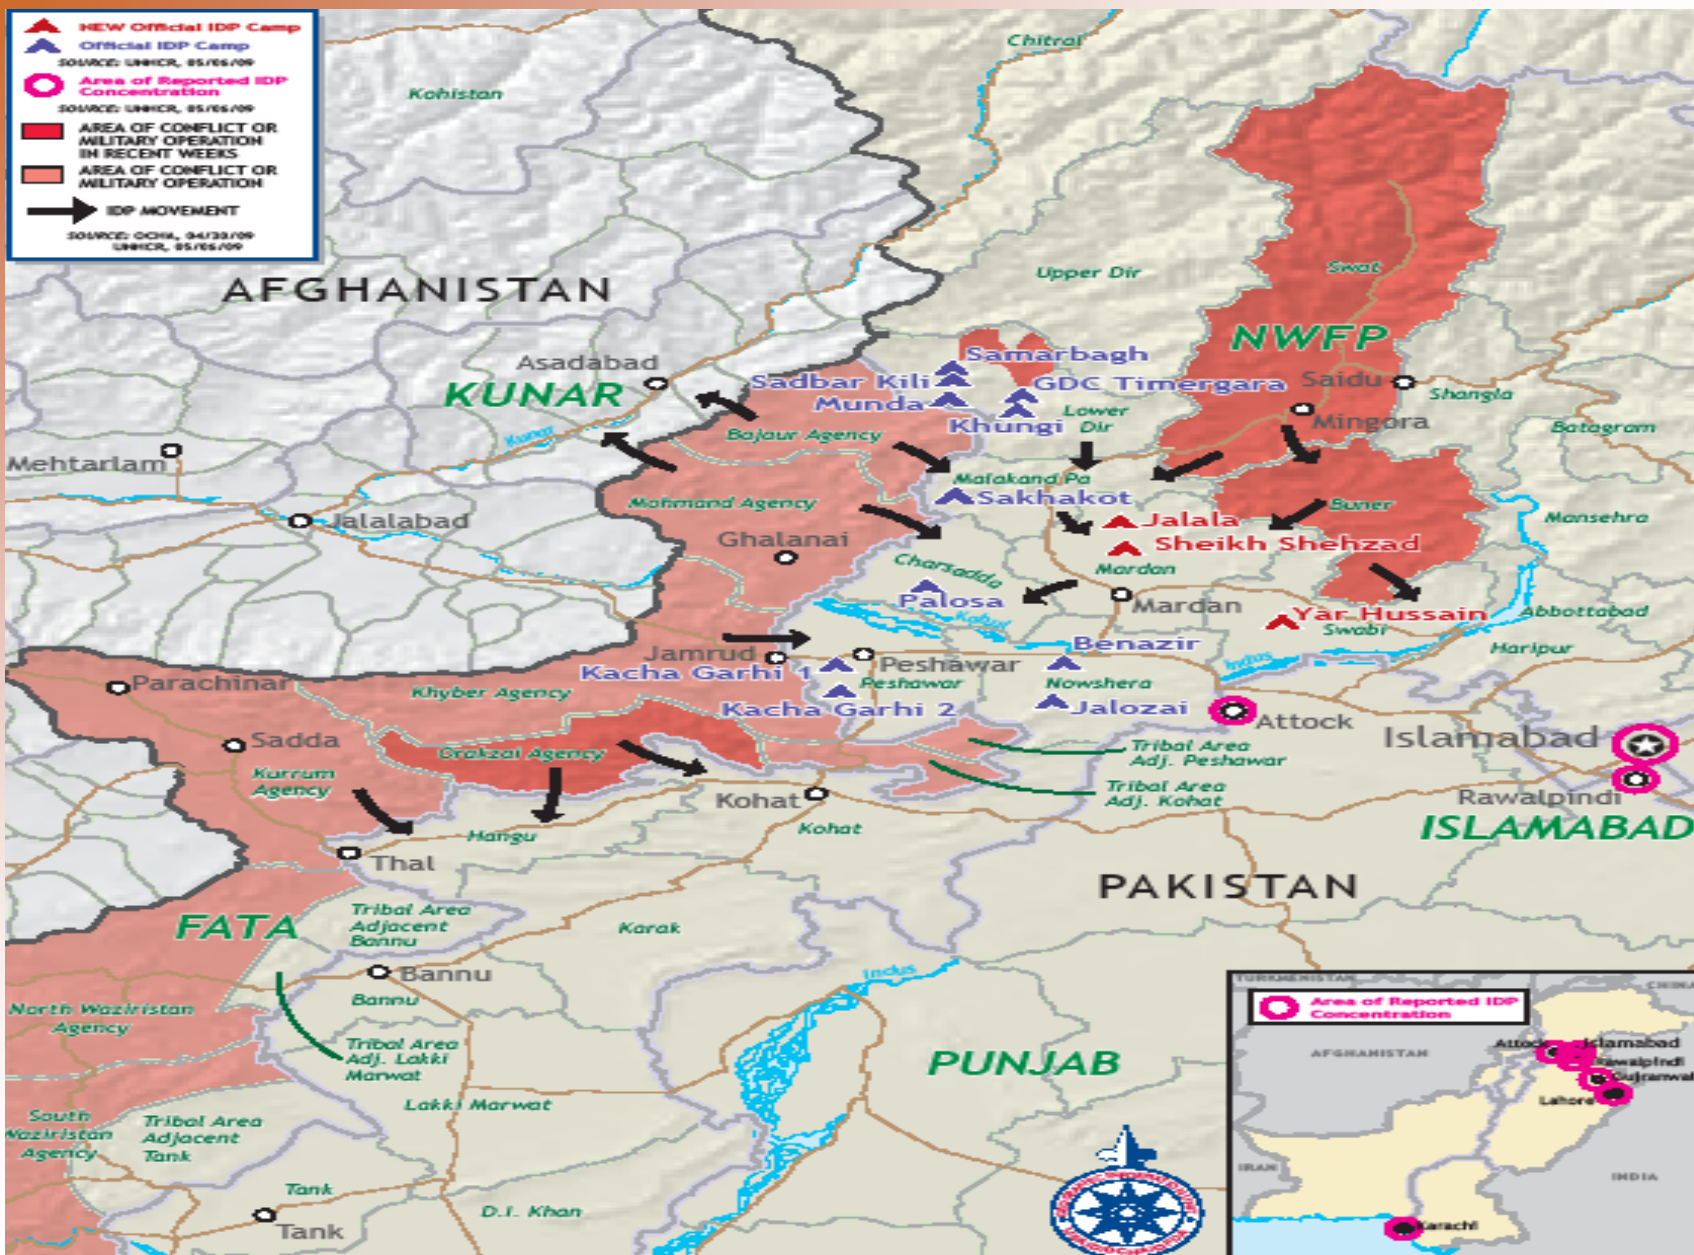 NEW Official IDP Camp
Official IDP Camp
SOURCE: UNHCR, 05/06/09
Area of Reported IDP
Concentration
SOURCE: UNHCR, 05/06/09
AREA OF CONFLICT OR
MILITARY OPERATION
IN RECENT WEEKS
AREA OF CONFLICT OR
MILITARY OPERATION
IDP MOVEMENT
SOURCE: OCHA, 04/30/09
UNHCR, 05/06/09
Chitral
Kohistan
Upper Dir
Swat
AFGHANISTAN
NWFP
Samarbagh
Asadabad
Sadbar Kili
GDC Timergara
Saidu
KUNAR
Munda
Lower
Dir
Shangla
Khungi
Mingora
Batagram
Kunar
Bajaur Agency
Mehtarlam
Malakand Pa
Sakhakot
Mohmand Agency
Buner
Jalalabad
Jalala
Mansehra
Ghalanai
Sheikh Shehzad
Charsadda
Mardan
Palosa
Mardan
Abbottabad
Kabul
Yar Hussain
Swabi
Benazir
Haripur
Jamrud
Peshawar
Indus
Kacha Garhi 1
Peshawar
Nowshera
Parachinar
Khyber Agency
Kacha Garhi 2
Jalozai
Attock
Sadda
Orakzai Agency
Islamabad
Tribal Area
Adj. Peshawar
Kurrum
Agency
Kohat
Tribal Area
Adj. Kohat
Rawalpindi
ISLAMABAD
Hangu
Kohat
Thal
PAKISTAN
FATA
Tribal Area
Adjacent
Bannu
Karak
Bannu
Indus
Bannu
North Waziristan
Agency
Tribal Area
Adj. Lakki
Marwat
PUNJAB
Lakki Marwat
South
Waziristan
Agency
Tribal Area
Adjacent
Tank
Tank
D.I. Khan
Tank
TURKMENISTAN
CHINA
Area of Reported IDP
Concentration
AFGHANISTAN
Attock
Islamabad
Rawalpindi
Gujranwal
Lahore
IRAN
INDIA
Karachi